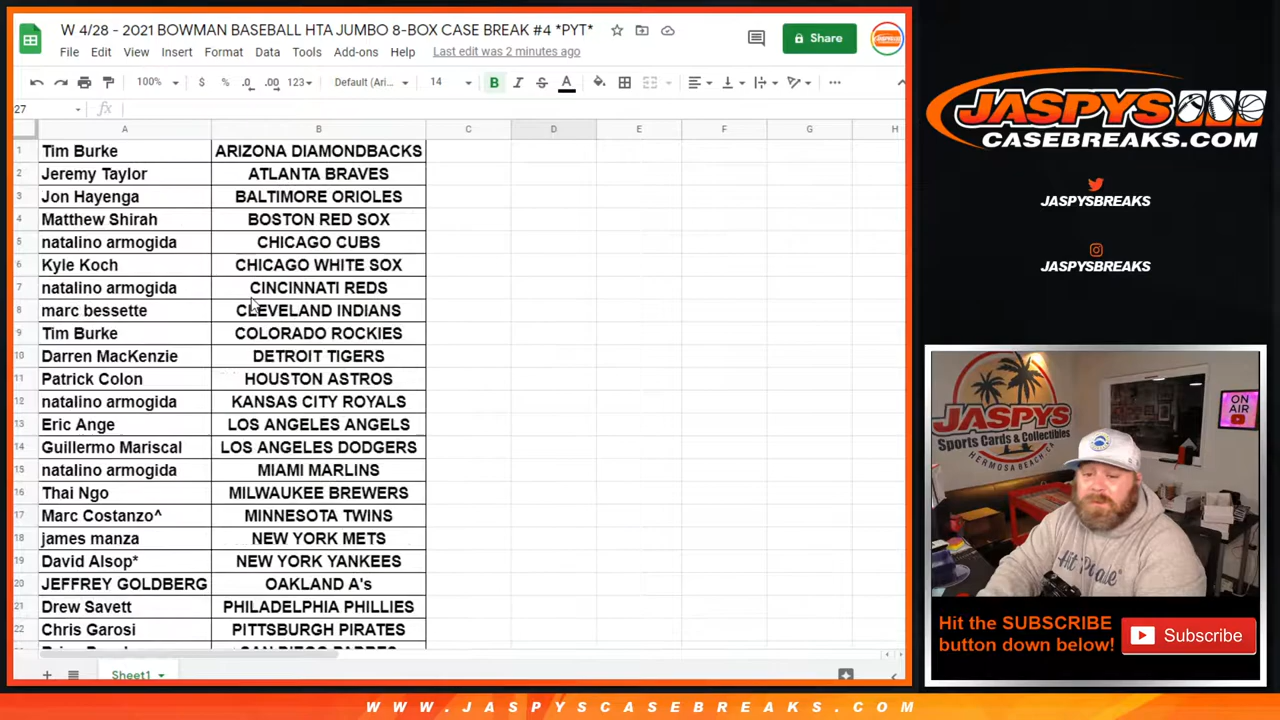 W 4/28 - 2021 BOWMAN BASEBALL HTA JUMBO 8-BOX CASE BREAK #4 *PYT*
File Edit View Insert Format Data Tools Add-ons Help Last edit was 2 minutes ago
Share
100% $ % .0 .00 123 Default (Ari... 14 B I S A
27 fx
A B C D E F G H
1 Tim Burke ARIZONA DIAMONDBACKS
2 Jeremy Taylor ATLANTA BRAVES
3 Jon Hayenga BALTIMORE ORIOLES
4 Matthew Shirah BOSTON RED SOX
5 natalino armogida CHICAGO CUBS
6 Kyle Koch CHICAGO WHITE SOX
7 natalino armogida CINCINNATI REDS
8 marc bessette CLEVELAND INDIANS
9 Tim Burke COLORADO ROCKIES
10 Darren MacKenzie DETROIT TIGERS
11 Patrick Colon HOUSTON ASTROS
12 natalino armogida KANSAS CITY ROYALS
13 Eric Ange LOS ANGELES ANGELS
14 Guillermo Mariscal LOS ANGELES DODGERS
15 natalino armogida MIAMI MARLINS
16 Thai Ngo MILWAUKEE BREWERS
17 Marc Costanzo^ MINNESOTA TWINS
18 james manza NEW YORK METS
19 David Alsop* NEW YORK YANKEES
20 JEFFREY GOLDBERG OAKLAND A's
21 Drew Savett PHILADELPHIA PHILLIES
22 Chris Garosi PITTSBURGH PIRATES
SAN DIEGO PADRES
Sheet1
JASPYS
CASEBREAKS.COM
JASPYSBREAKS
JASPYSBREAKS
JASPYS
Sports Cards & Collectibles
HERMOSA BEACH, CA
ON
AIR
Hit the SUBSCRIBE
button down below!
Subscribe
WWW.JASPYSCASEBREAKS.COM